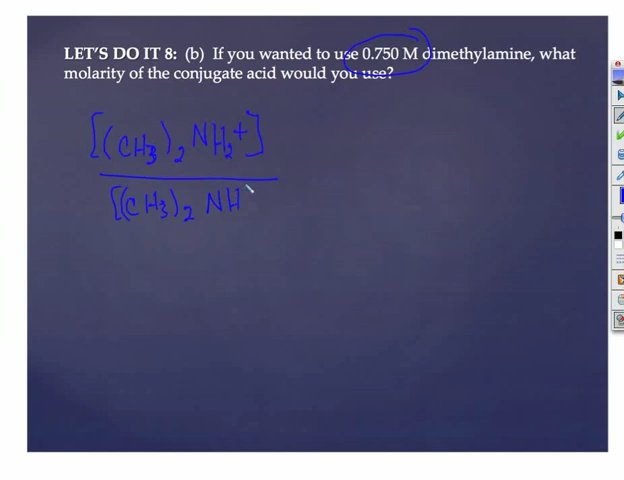 LET'S DO IT 8: (b) If you wanted to use 0.750 M dimethylamine, what
molarity of the conjugate acid would you use?
[(CH₃)₂NH₂⁺]
[(CH₃)₂NH